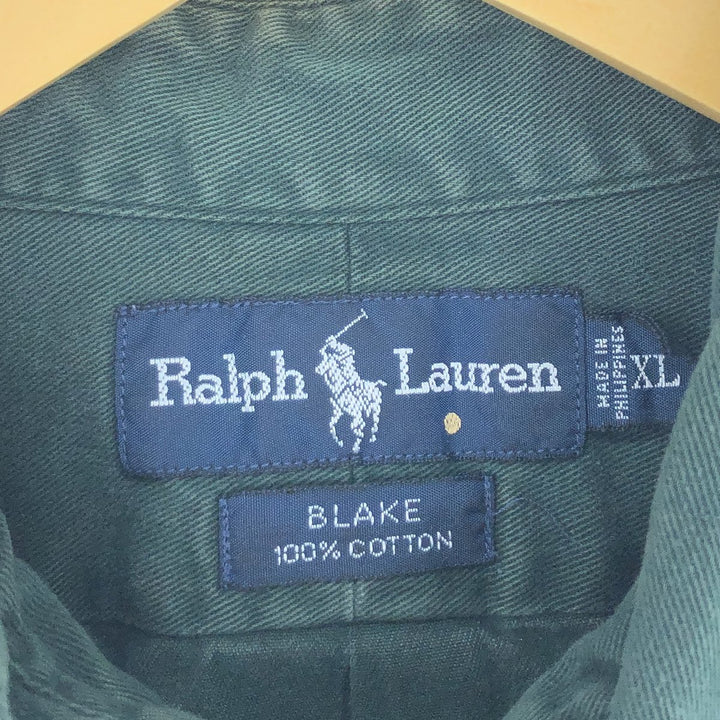 Ralph Lauren
MADE IN
PHILIPPINES
XL
BLAKE
100% COTTON